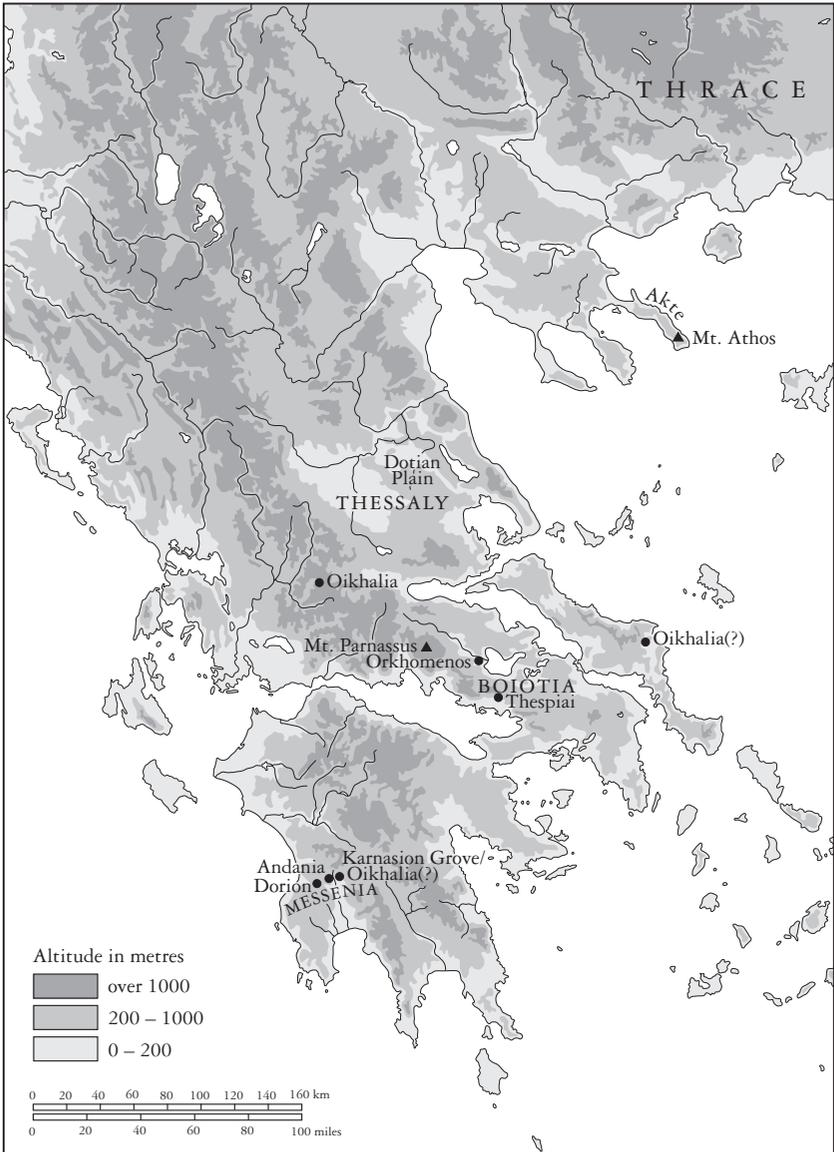 THRACE
Akte
Mt. Athos
Dotian
Plain
THESSALY
Oikhalia
Oikhalia(?)
Mt. Parnassus
Orkhomenos
BOIOTIA
Thespiai
Karnasion Grove/
Andania
Oikhalia(?)
Dorion
MESSENIA
Altitude in metres
over 1000
200 – 1000
0 – 200
0 20 40 60 80 100 120 140 160 km
0 20 40 60 80 100 miles